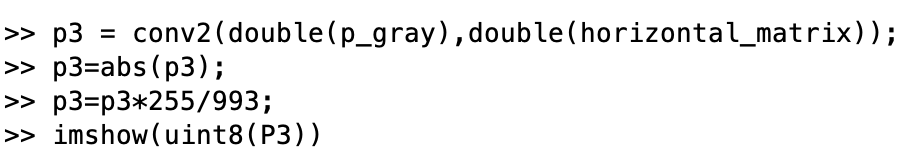 >> p3 = conv2(double(p_gray),double(horizontal_matrix));
>> p3=abs(p3);
>> p3=p3*255/993;
>> imshow(uint8(P3))